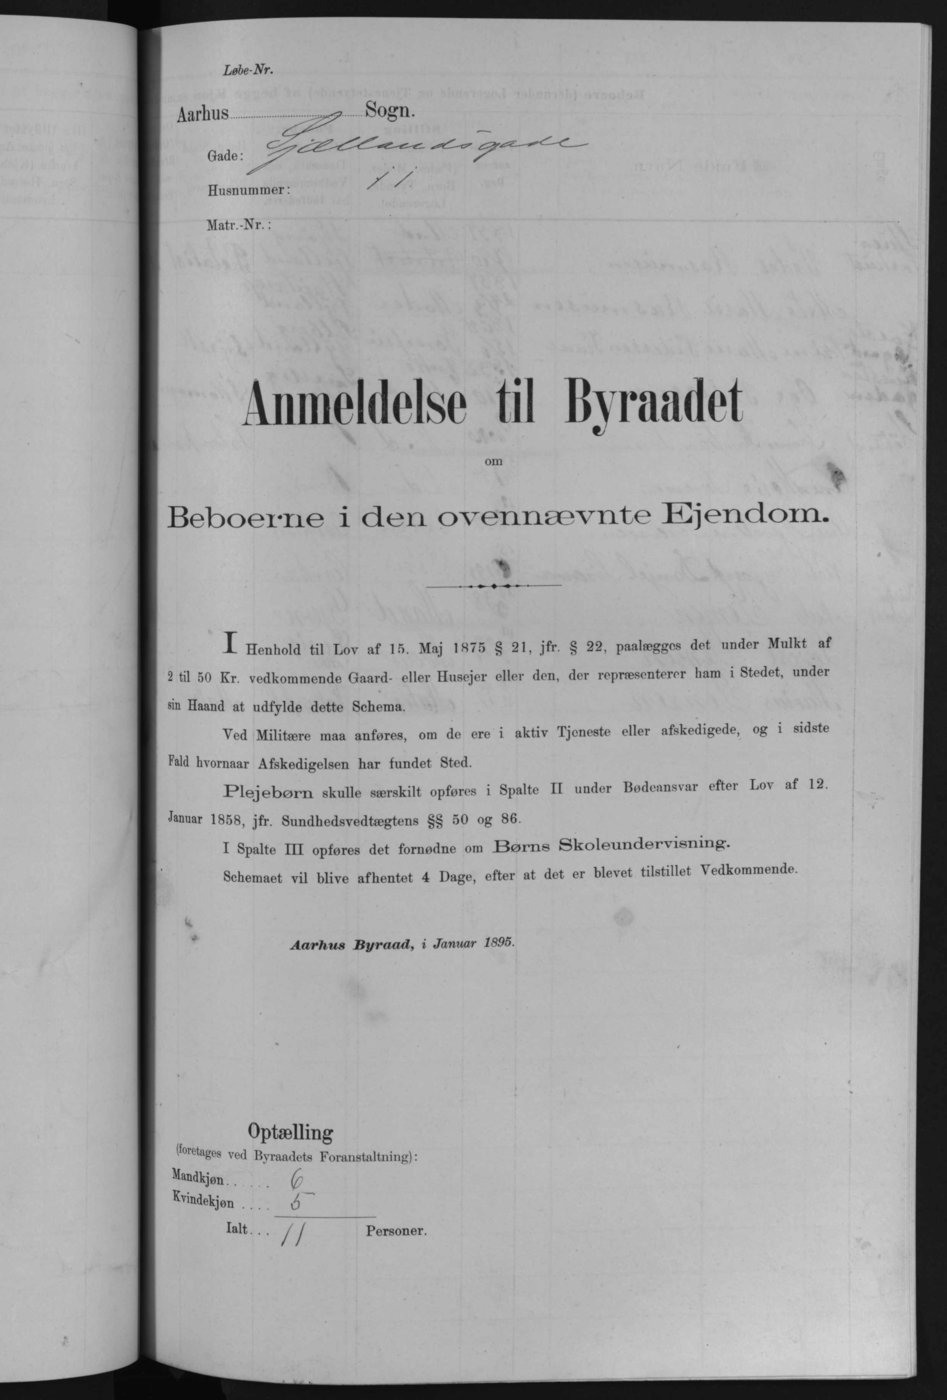 Løbe-Nr.
Aarhus Sogn.
Gade: Sjællandsgade
Husnummer: 11.
Matr.-Nr.:
Anmeldelse til Byraadet
om
Beboerne i den ovennævnte Ejendom.
I Henhold til Lov af 15. Maj 1875 § 21, jfr. § 22, paalægges det under Mulkt af
2 til 50 Kr. vedkommende Gaard- eller Husejer eller den, der repræsenterer ham i Stedet, under
sin Haand at udfylde dette Schema.
Ved Militære maa anføres, om de ere i aktiv Tjeneste eller afskedigede, og i sidste
Fald hvornaar Afskedigelsen har fundet Sted.
Plejebørn skulle særskilt opføres i Spalte II under Bødeansvar efter Lov af 12.
Januar 1858, jfr. Sundhedsvedtægtens §§ 50 og 86.
I Spalte III opføres det fornødne om Børns Skoleundervisning.
Schemaet vil blive afhentet 4 Dage, efter at det er blevet tilstillet Vedkommende.
Aarhus Byraad, i Januar 1895.
Optælling
(foretages ved Byraadets Foranstaltning):
Mandkjøn..... 6
Kvindekjøn .... 5
Ialt... 11 Personer.